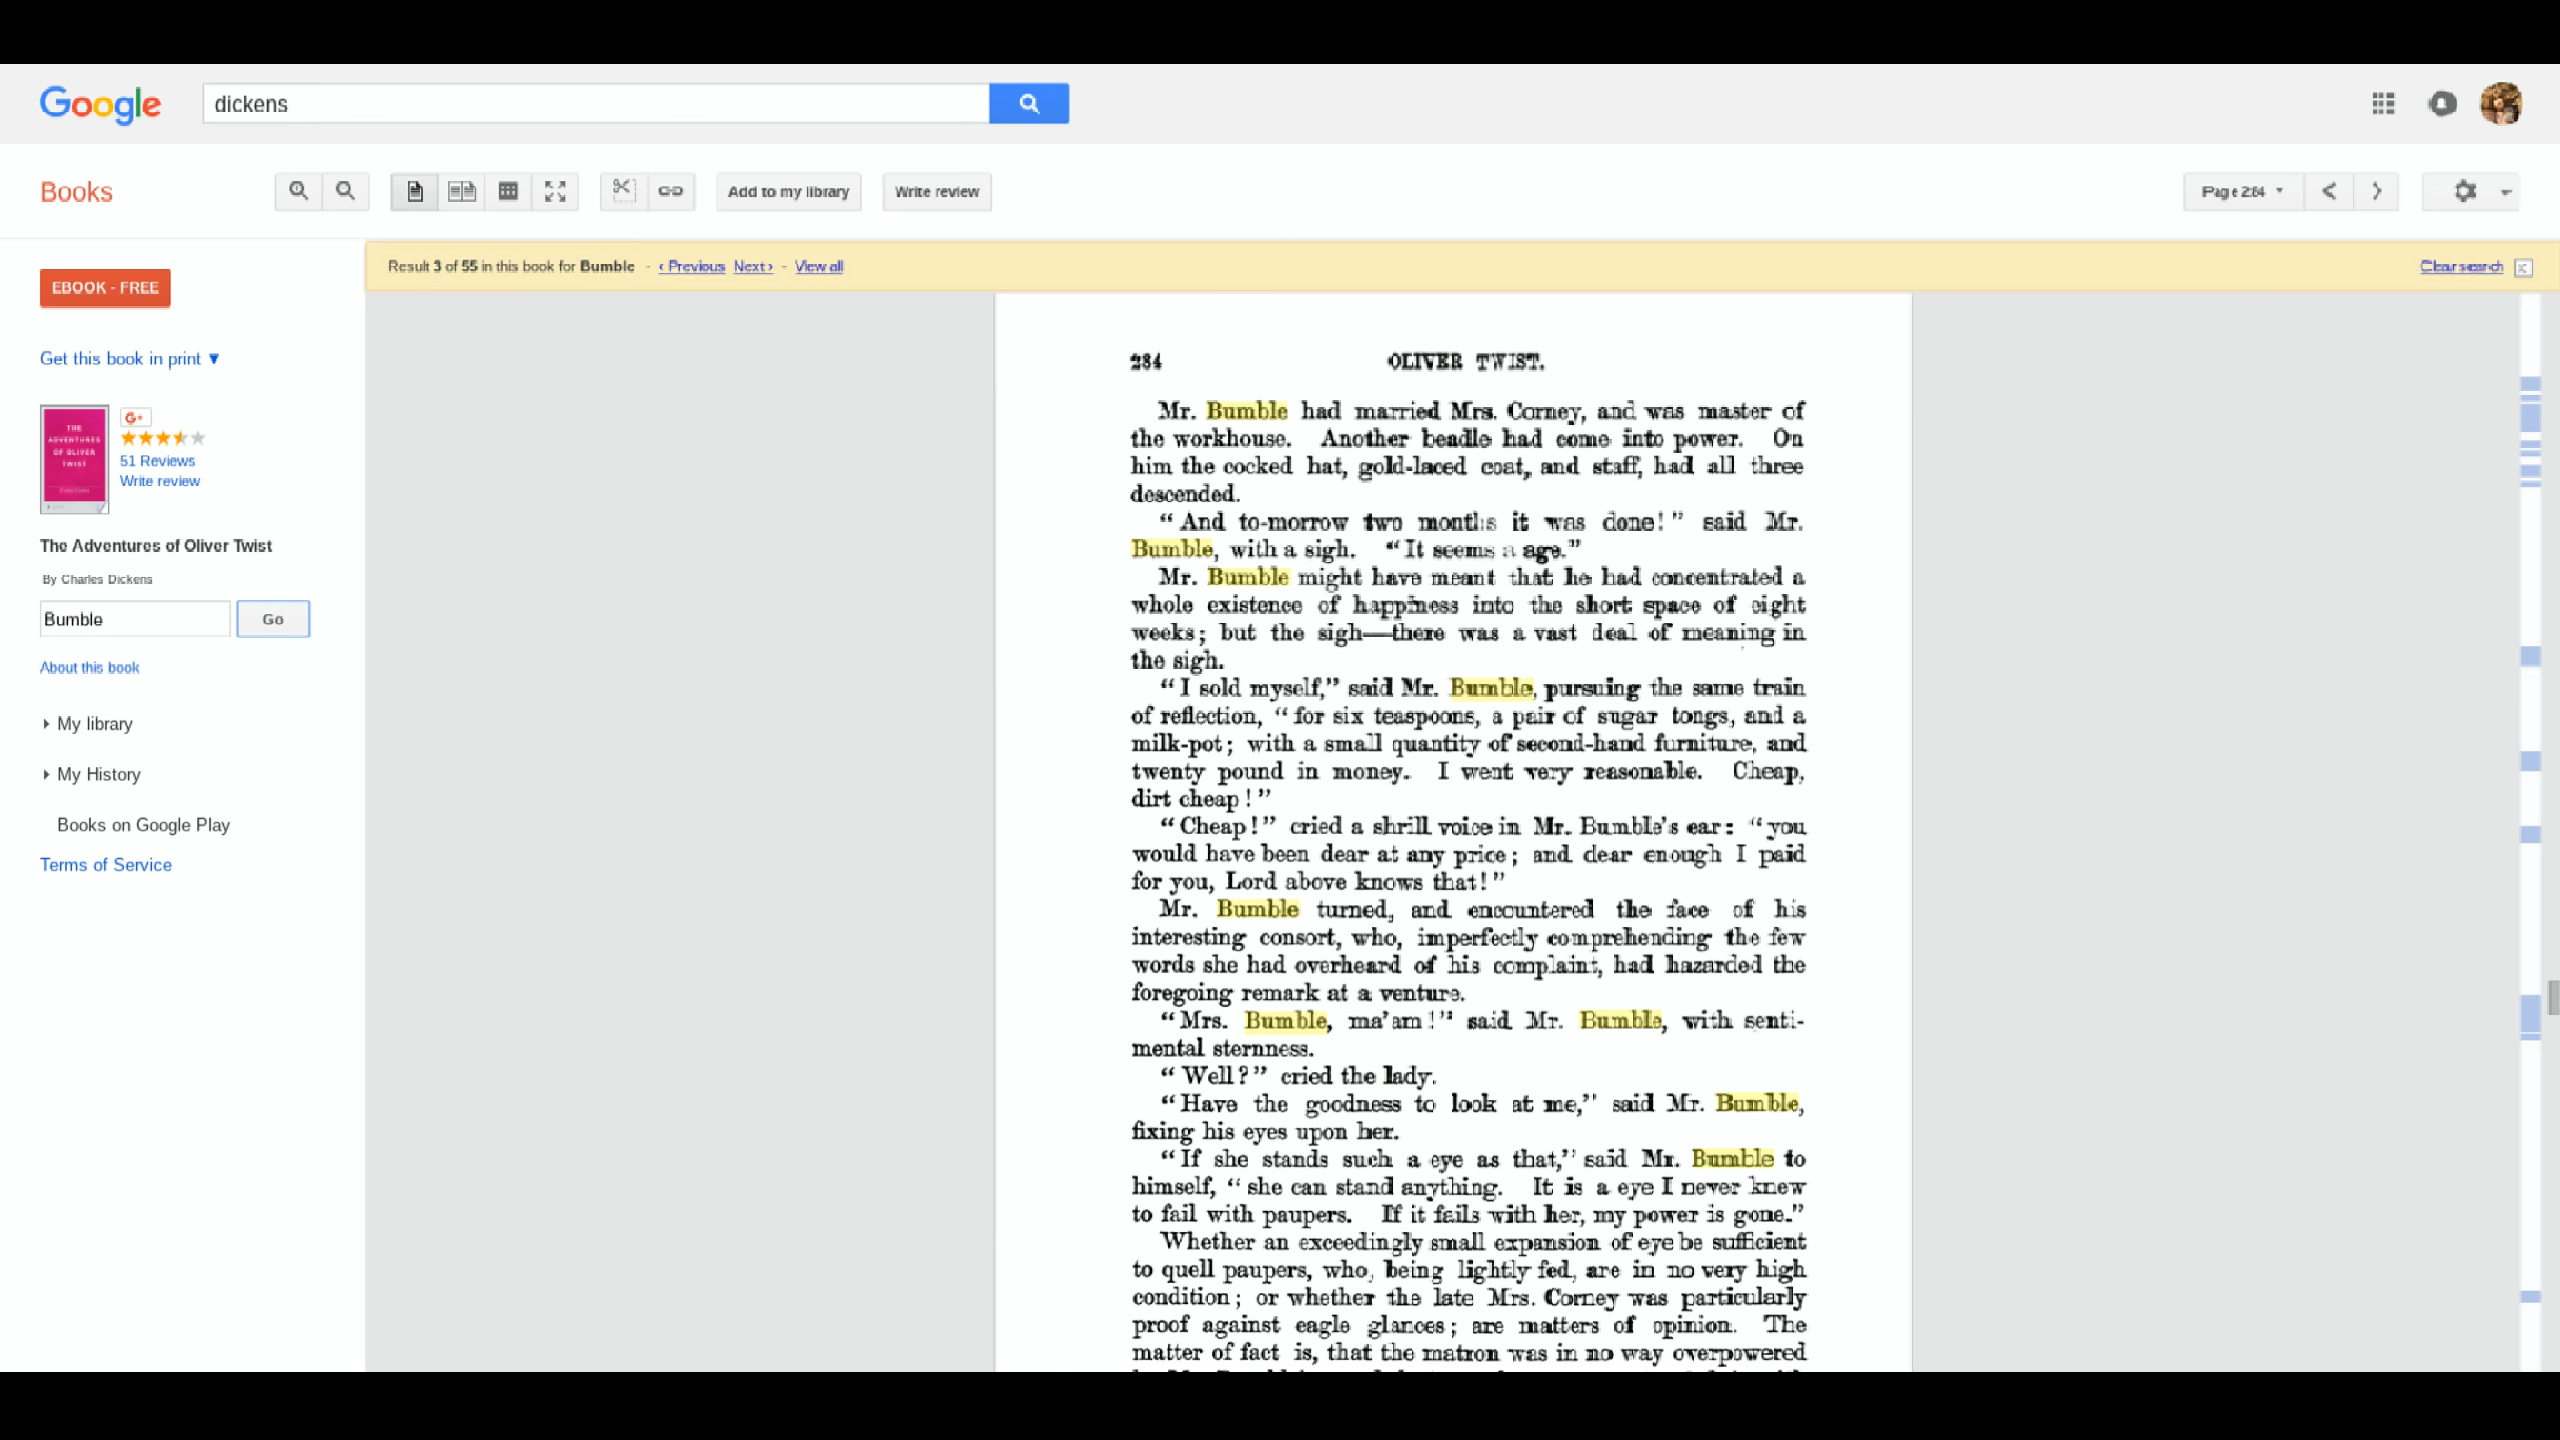 Google
dickens
Books
Add to my library
Write review
Page 284
Result 3 of 55 in this book for Bumble - ‹ Previous Next › - View all
Clear search
EBOOK - FREE
Get this book in print ▼
THE
ADVENTURES
OF OLIVER
TWIST
G+
51 Reviews
Write review
The Adventures of Oliver Twist
By Charles Dickens
Bumble
Go
About this book
My library
My History
Books on Google Play
Terms of Service
284 OLIVER TWIST.
Mr. Bumble had married Mrs. Corney, and was master of
the workhouse. Another beadle had come into power. On
him the cocked hat, gold-laced coat, and staff, had all three
descended.
“And to-morrow two months it was done!” said Mr.
Bumble, with a sigh. “It seems a age.”
Mr. Bumble might have meant that he had concentrated a
whole existence of happiness into the short space of eight
weeks; but the sigh—there was a vast deal of meaning in
the sigh.
“I sold myself,” said Mr. Bumble, pursuing the same train
of reflection, “for six teaspoons, a pair of sugar tongs, and a
milk-pot; with a small quantity of second-hand furniture, and
twenty pound in money. I went very reasonable. Cheap,
dirt cheap!”
“Cheap!” cried a shrill voice in Mr. Bumble’s ear: “you
would have been dear at any price; and dear enough I paid
for you, Lord above knows that!”
Mr. Bumble turned, and encountered the face of his
interesting consort, who, imperfectly comprehending the few
words she had overheard of his complaint, had hazarded the
foregoing remark at a venture.
“Mrs. Bumble, ma’am!” said Mr. Bumble, with senti-
mental sternness.
“Well?” cried the lady.
“Have the goodness to look at me,” said Mr. Bumble,
fixing his eyes upon her.
“If she stands such a eye as that,” said Mr. Bumble to
himself, “she can stand anything. It is a eye I never knew
to fail with paupers. If it fails with her, my power is gone.”
Whether an exceedingly small expansion of eye be sufficient
to quell paupers, who, being lightly fed, are in no very high
condition; or whether the late Mrs. Corney was particularly
proof against eagle glances; are matters of opinion. The
matter of fact is, that the matron was in no way overpowered